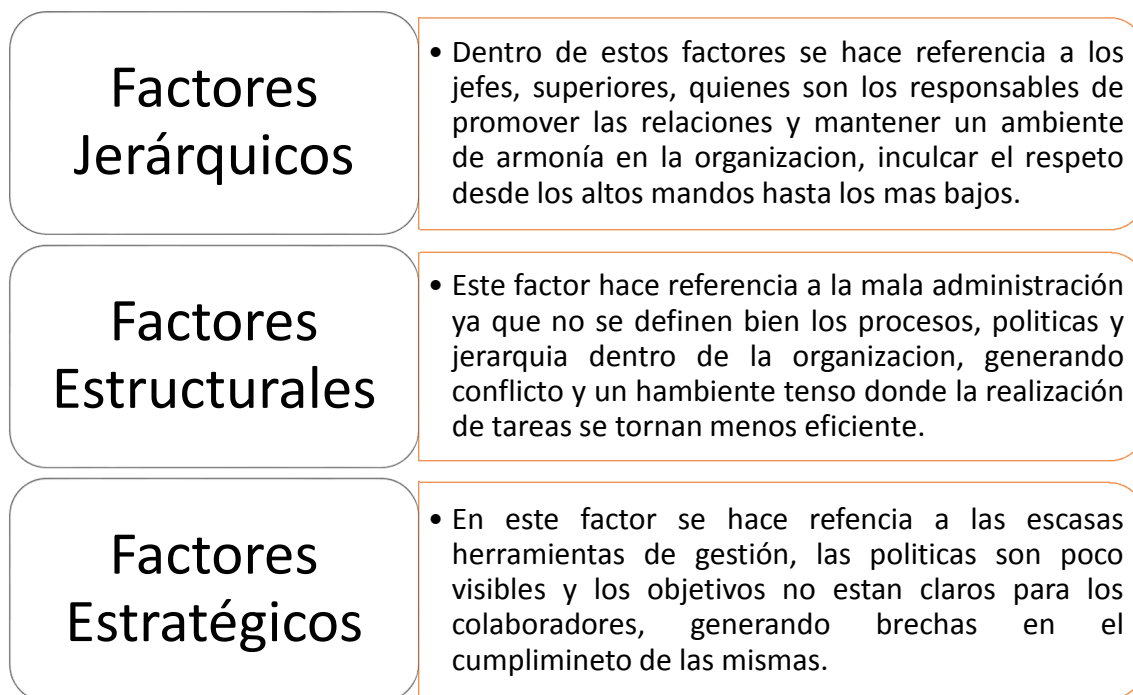 Factores
Jerárquicos
• Dentro de estos factores se hace referencia a los
jefes, superiores, quienes son los responsables de
promover las relaciones y mantener un ambiente
de armonía en la organizacion, inculcar el respeto
desde los altos mandos hasta los mas bajos.
Factores
Estructurales
• Este factor hace referencia a la mala administración
ya que no se definen bien los procesos, politicas y
jerarquia dentro de la organizacion, generando
conflicto y un hambiente tenso donde la realización
de tareas se tornan menos eficiente.
Factores
Estratégicos
• En este factor se hace refencia a las escasas
herramientas de gestión, las politicas son poco
visibles y los objetivos no estan claros para los
colaboradores, generando brechas en el
cumplimineto de las mismas.